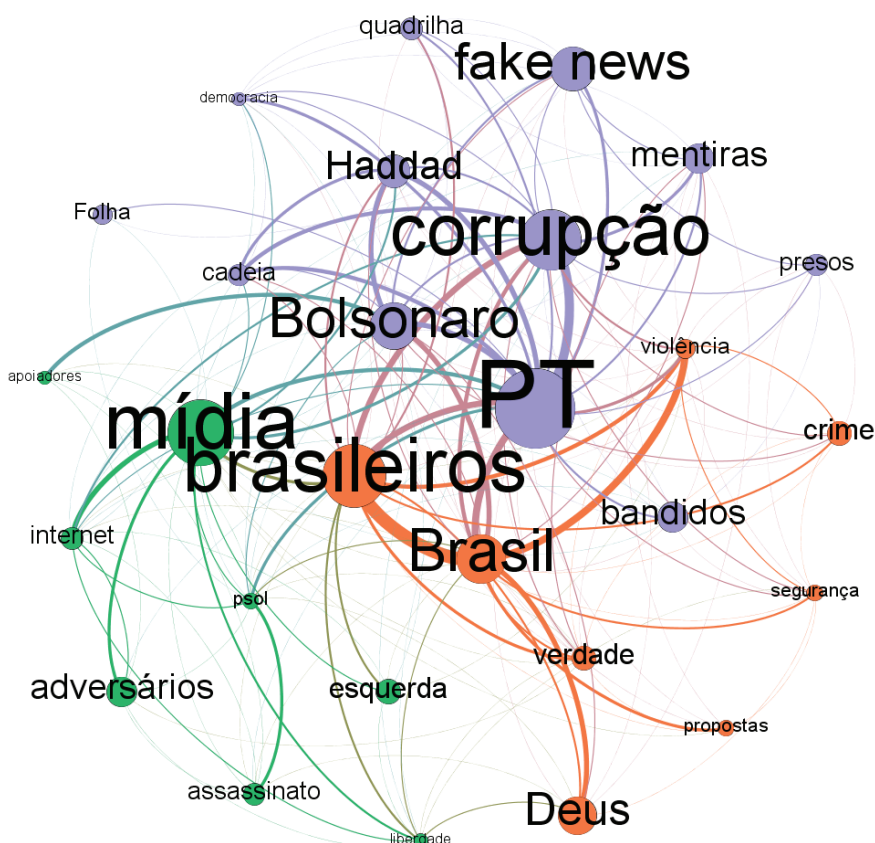 quadrilha
fake news
democracia
Haddad
mentiras
Folha
corrupção
cadeia
presos
Bolsonaro
violência
apoiadores
PT
mídia
crime
brasileiros
bandidos
internet
Brasil
psol
segurança
verdade
adversários
esquerda
propostas
assassinato
Deus
liberdade